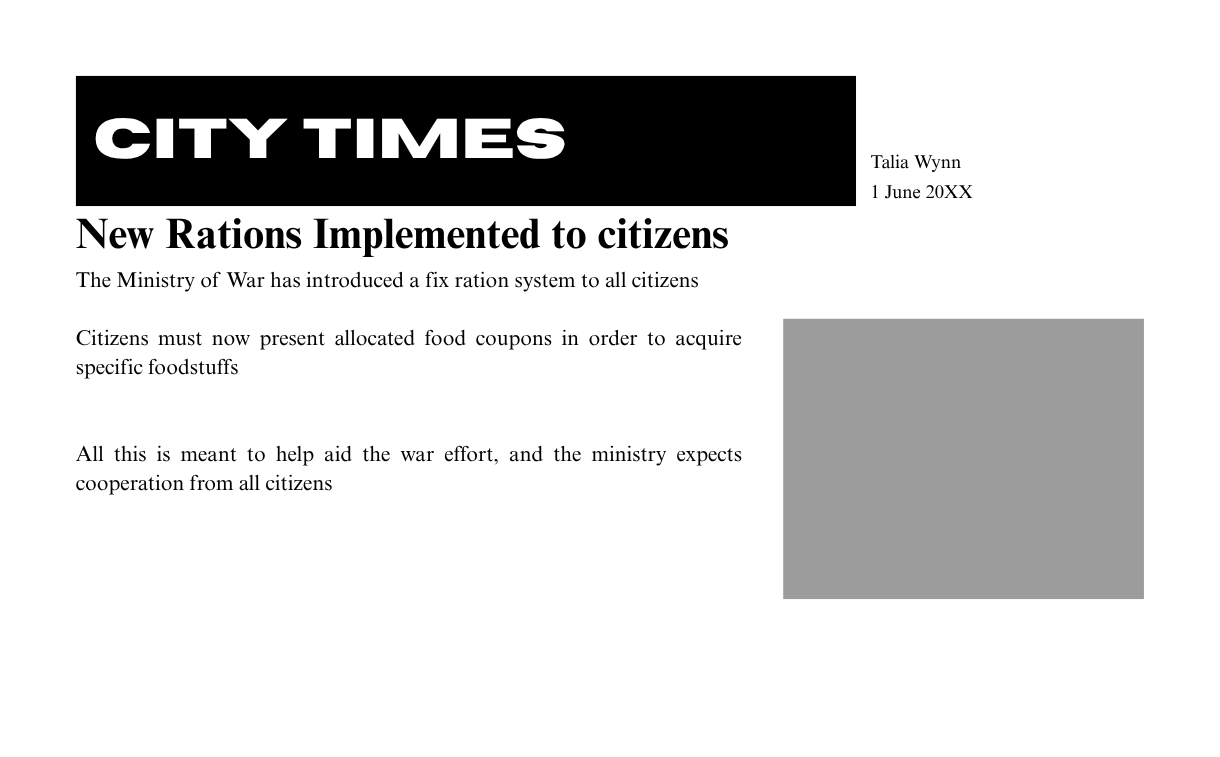 CITY TIMES
Talia Wynn
1 June 20XX
New Rations Implemented to citizens
The Ministry of War has introduced a fix ration system to all citizens
Citizens must now present allocated food coupons in order to acquire
specific foodstuffs
All this is meant to help aid the war effort, and the ministry expects
cooperation from all citizens